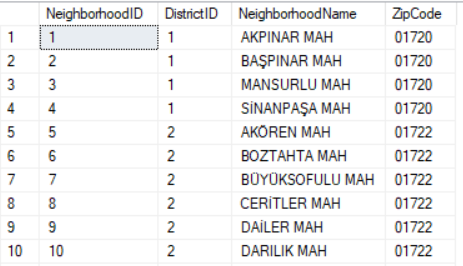 NeighborhoodID DistrictID NeighborhoodName ZipCode
1 1 1 AKPINAR MAH 01720
2 2 1 BAŞPINAR MAH 01720
3 3 1 MANSURLU MAH 01720
4 4 1 SİNANPAŞA MAH 01720
5 5 2 AKÖREN MAH 01722
6 6 2 BOZTAHTA MAH 01722
7 7 2 BÜYÜKSOFULU MAH 01722
8 8 2 CERİTLER MAH 01722
9 9 2 DAİLER MAH 01722
10 10 2 DARILIK MAH 01722